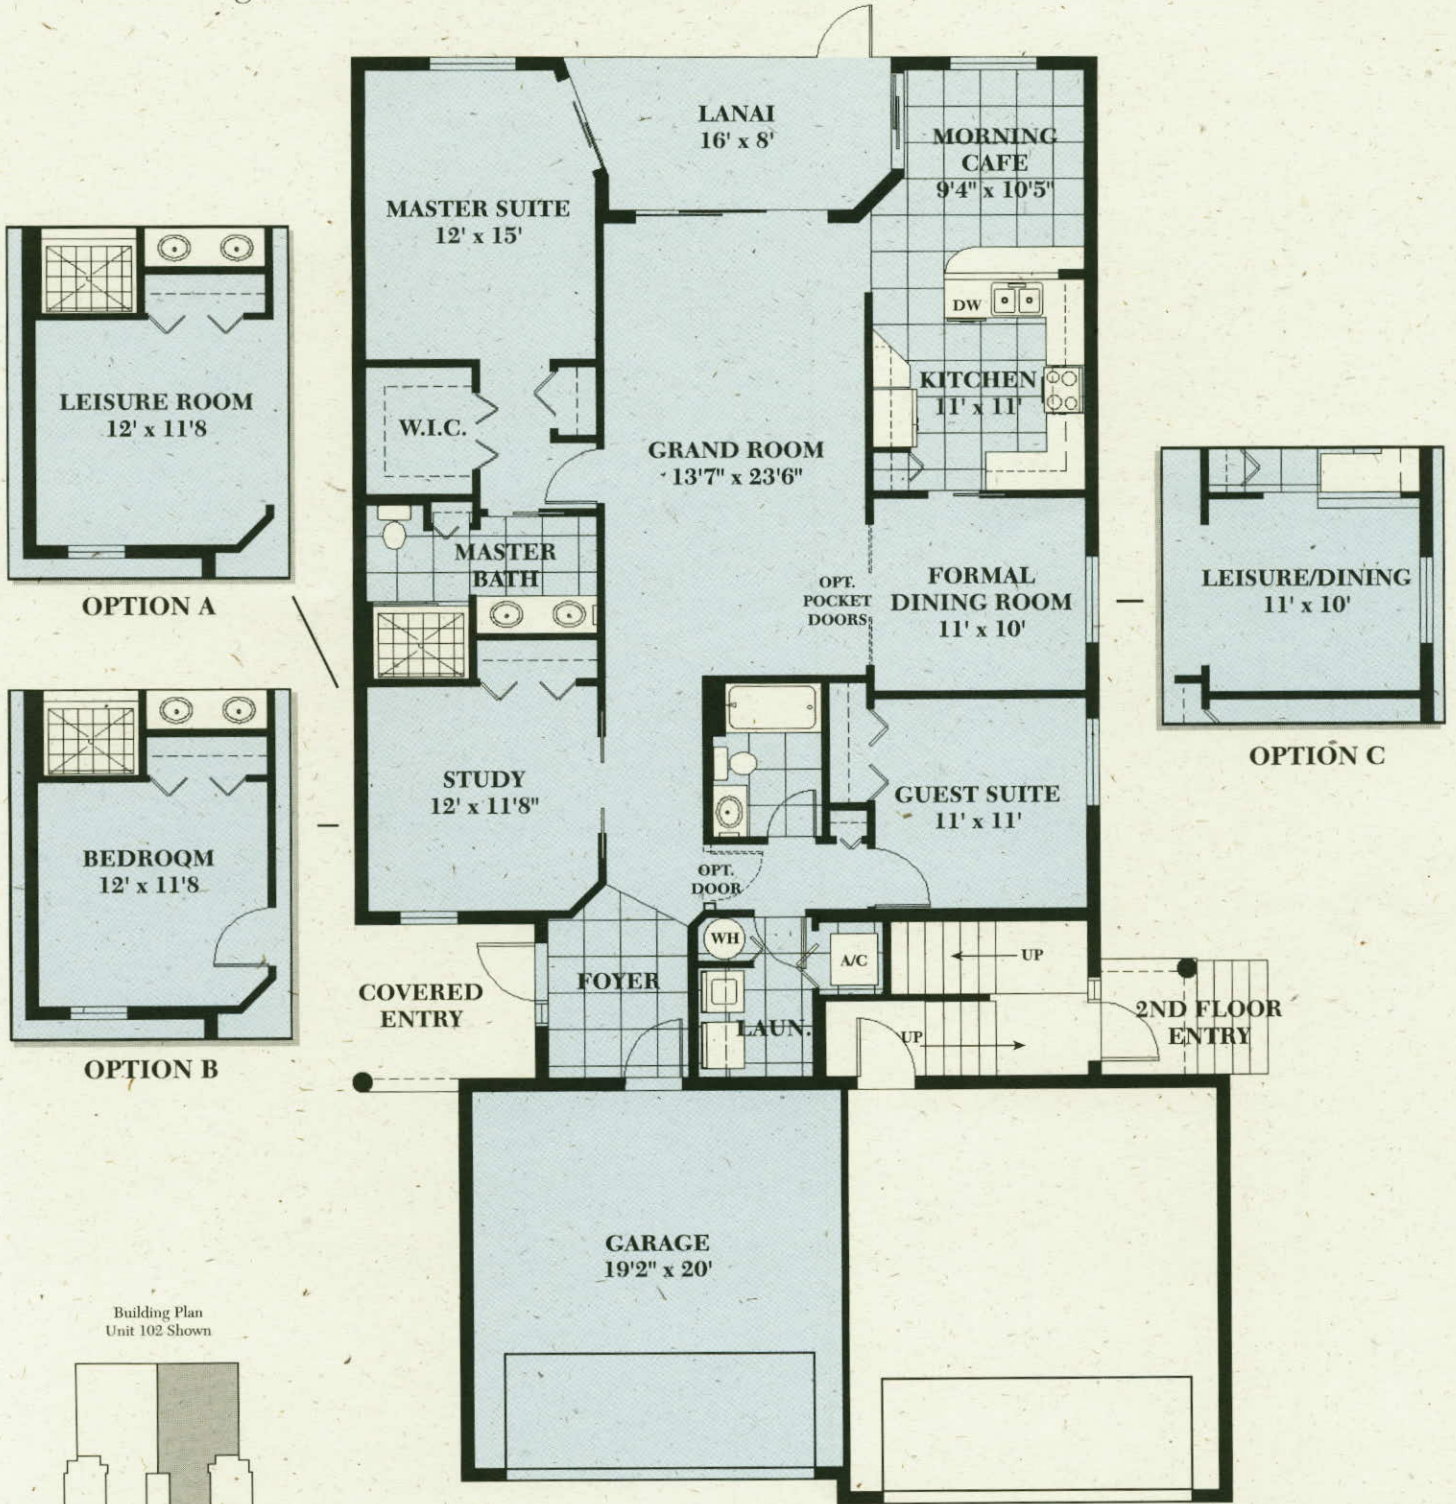 LANAI
16' x 8'
MORNING
CAFE
9'4" x 10'5"
MASTER SUITE
12' x 15'
DW
KITCHEN
11' x 11'
W.I.C.
GRAND ROOM
13'7" x 23'6"
LEISURE ROOM
12' x 11'8
OPTION A
MASTER
BATH
OPT.
POCKET
DOORS
FORMAL
DINING ROOM
11' x 10'
LEISURE/DINING
11' x 10'
OPTION C
STUDY
12' x 11'8"
GUEST SUITE
11' x 11'
BEDROOM
12' x 11'8
OPTION B
OPT.
DOOR
WH
A/C
UP
FOYER
COVERED
ENTRY
LAUN.
UP
2ND FLOOR
ENTRY
GARAGE
19'2" x 20'
Building Plan
Unit 102 Shown